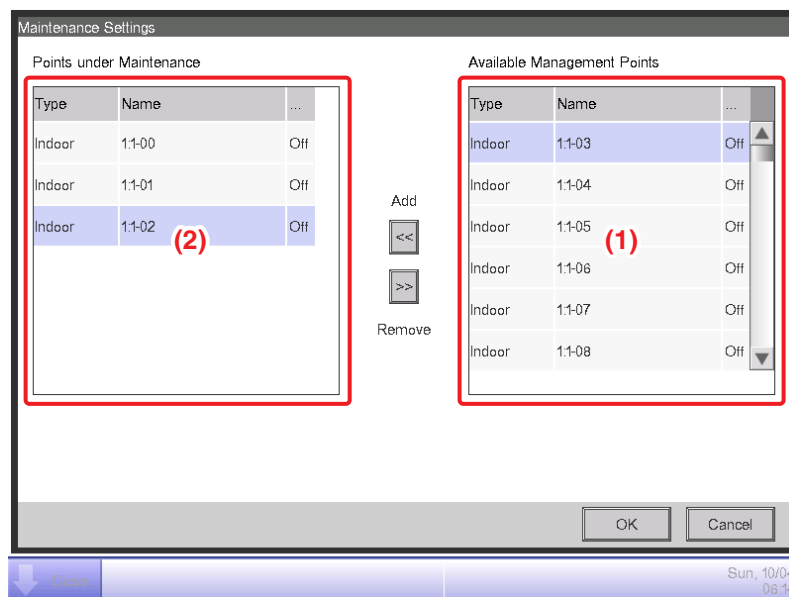 Maintenance Settings
Points under Maintenance
Type Name ...
Indoor 1:1-00 Off
Indoor 1:1-01 Off
Indoor 1:1-02 Off
(2)
Add
<<
>>
Remove
Available Management Points
Type Name ...
Indoor 1:1-03 Off
Indoor 1:1-04 Off
Indoor 1:1-05 Off
(1)
Indoor 1:1-06 Off
Indoor 1:1-07 Off
Indoor 1:1-08 Off
OK Cancel
Sun, 10/0
06:1